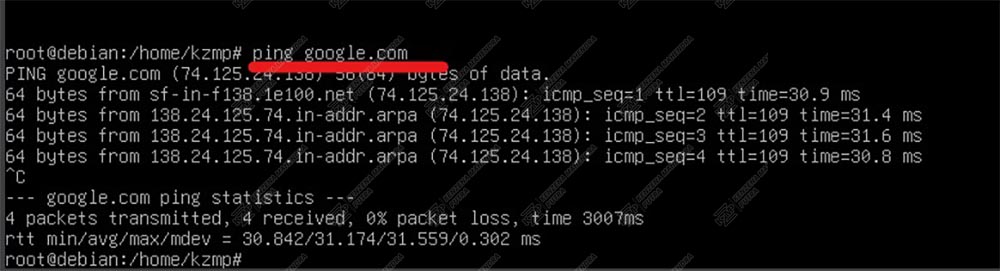 root@debian:/home/kzmp# ping google.com
PING google.com (74.125.24.138) 56(84) bytes of data.
64 bytes from sf-in-f138.1e100.net (74.125.24.138): icmp_seq=1 ttl=109 time=30.9 ms
64 bytes from 138.24.125.74.in-addr.arpa (74.125.24.138): icmp_seq=2 ttl=109 time=31.4 ms
64 bytes from 138.24.125.74.in-addr.arpa (74.125.24.138): icmp_seq=3 ttl=109 time=31.6 ms
64 bytes from 138.24.125.74.in-addr.arpa (74.125.24.138): icmp_seq=4 ttl=109 time=30.8 ms
^C
--- google.com ping statistics ---
4 packets transmitted, 4 received, 0% packet loss, time 3007ms
rtt min/avg/max/mdev = 30.842/31.174/31.559/0.302 ms
root@debian:/home/kzmp#